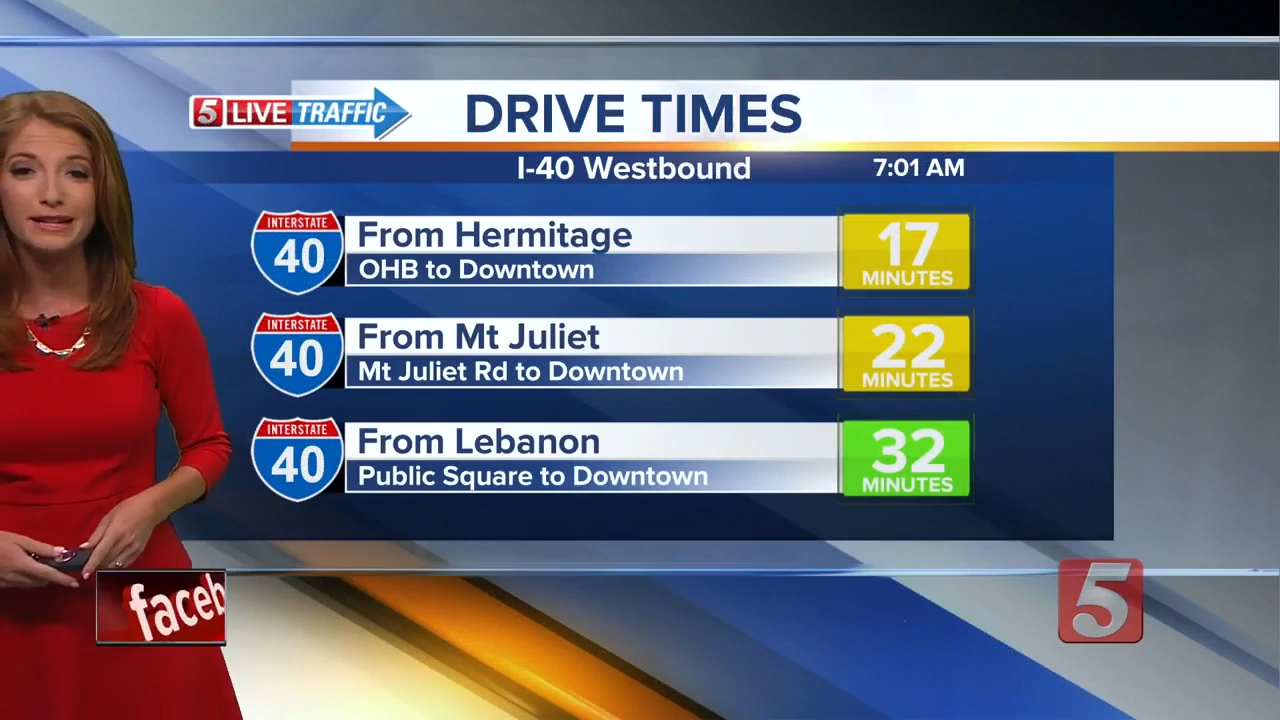 5 LIVE TRAFFIC
DRIVE TIMES
I-40 Westbound
7:01 AM
INTERSTATE
40
From Hermitage
OHB to Downtown
17
MINUTES
INTERSTATE
40
From Mt Juliet
Mt Juliet Rd to Downtown
22
MINUTES
INTERSTATE
40
From Lebanon
Public Square to Downtown
32
MINUTES
faceb
5